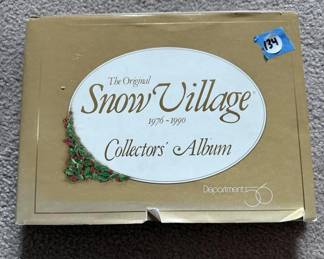 134
The Original
Snow Village®
1976-1990
Collectors' Album
Department 56